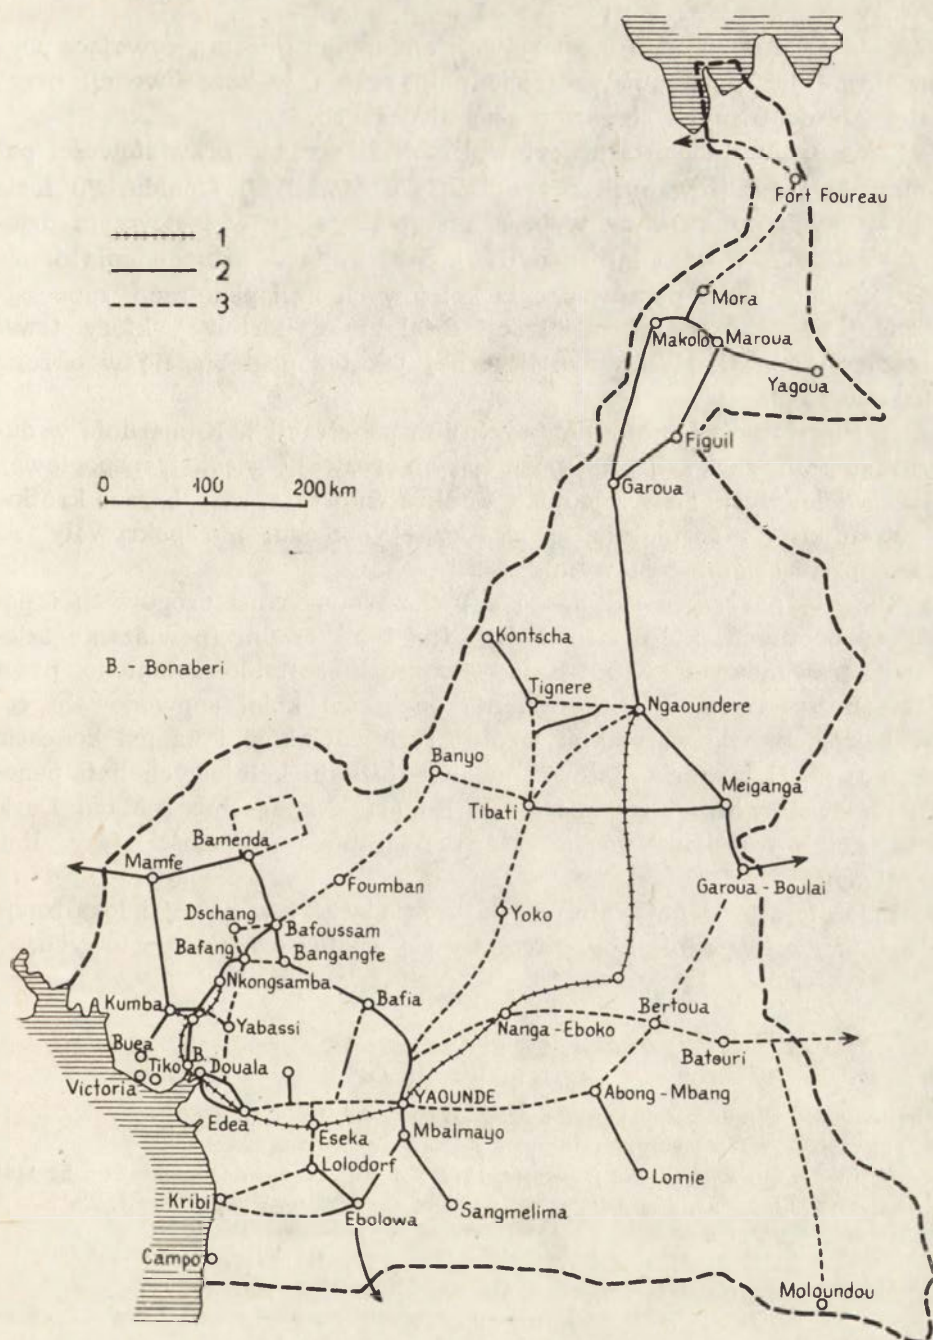 Fort Foureau
1
2
3
Mora
Makolo
Maroua
Yagoua
Figuil
0 100 200 km
Garoua
Kontscha
B. - Bonaberi
Tignere
Ngaoundere
Banyo
Meiganga
Tibati
Bamenda
Mamfe
Garoua - Boulai
Foumban
Dschang
Yoko
Bafoussam
Bafang
Bangangte
Nkongsamba
Kumba
Bafia
Yabassi
Nanga-Eboko
Bertoua
Buea
B.
Batouri
Tiko
Douala
Victoria
YAOUNDE
Abong-Mbang
Edea
Eseka
Mbalmayo
Lolodorf
Lomie
Kribi
Ebolowa
Sangmelima
Campo
Moloundou